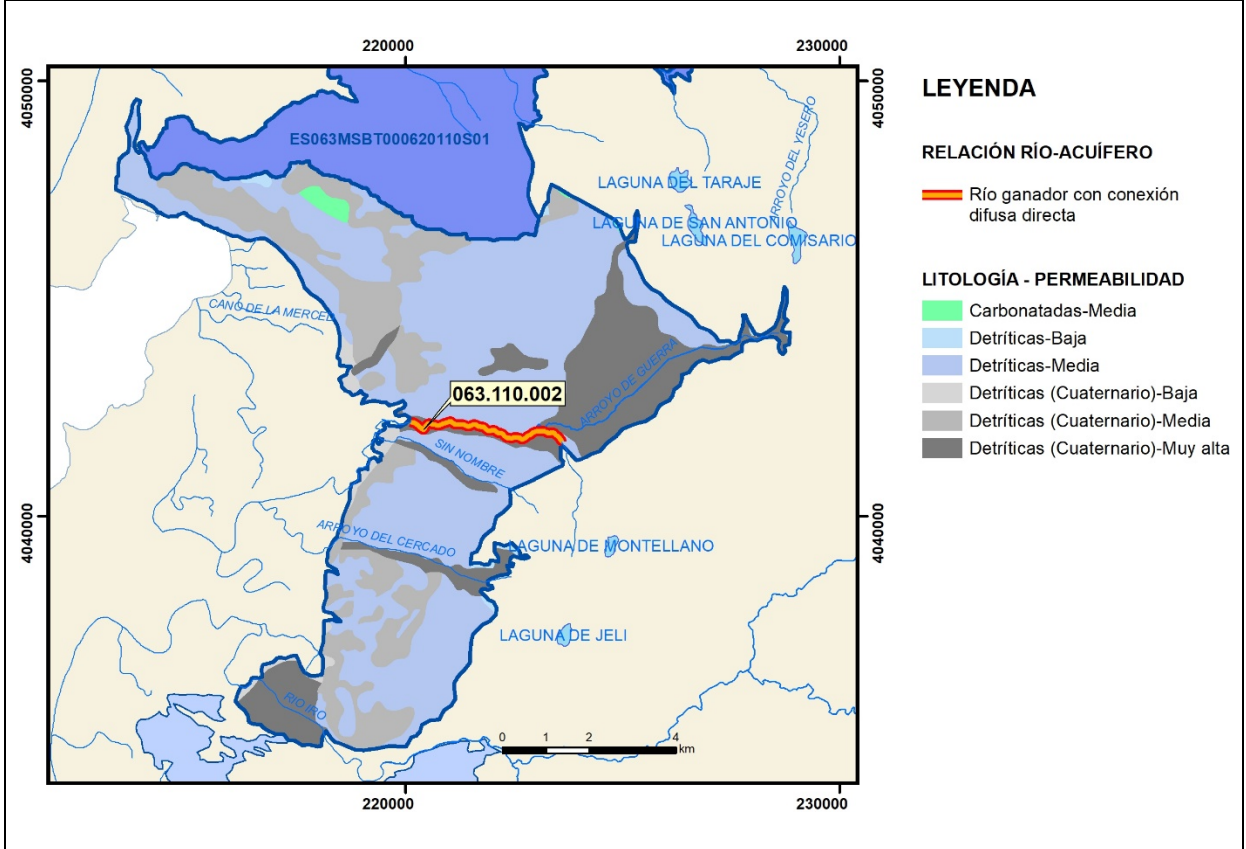 220000
230000
4050000
4050000
ES063MSBT000620110S01
LAGUNA DEL TARAJE
ARROYO DEL YESERO
LAGUNA DE SAN ANTONIO
LAGUNA DEL COMISARIO
CANO DE LA MERCED
063.110.002
ARROYO DE GUERRA
SIN NOMBRE
4040000
4040000
ARROYO DEL CERCADO
LAGUNA DE MONTELLANO
LAGUNA DE JELI
RIO IRO
0 1 2 4
km
220000
230000
LEYENDA
RELACIÓN RÍO-ACUÍFERO
Río ganador con conexión
difusa directa
LITOLOGÍA - PERMEABILIDAD
Carbonatadas-Media
Detríticas-Baja
Detríticas-Media
Detríticas (Cuaternario)-Baja
Detríticas (Cuaternario)-Media
Detríticas (Cuaternario)-Muy alta